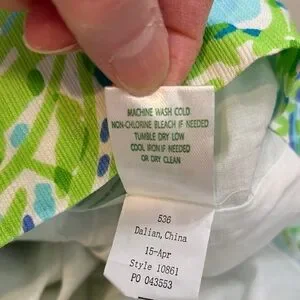 MACHINE WASH COLD
NON-CHLORINE BLEACH IF NEEDED
TUMBLE DRY LOW
COOL IRON IF NEEDED
OR DRY CLEAN
536
Dalian, China
15-Apr
Style 10861
PO 043553